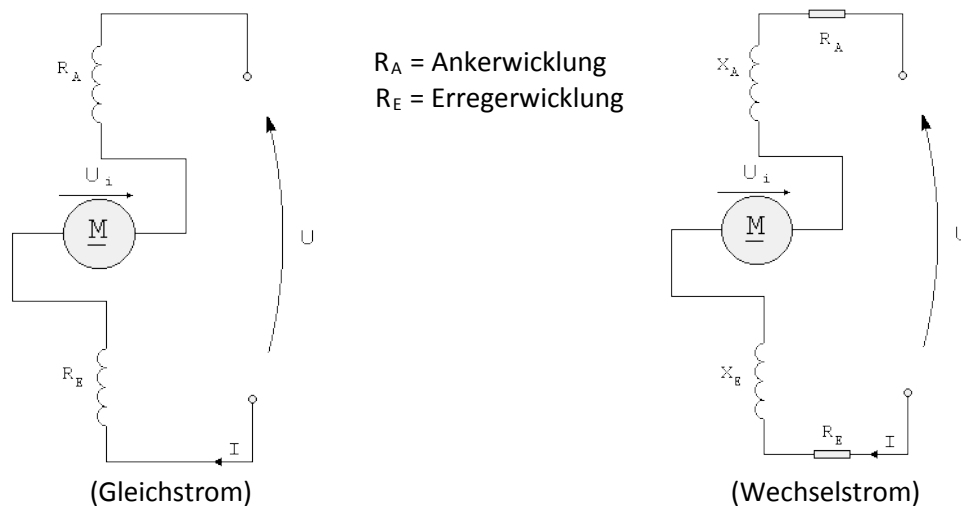 R_A
U_i
M
U
R_E
I
(Gleichstrom)
R_A = Ankerwicklung
R_E = Erregerwicklung
R_A
X_A
U_i
M
U
X_E
R_E
I
(Wechselstrom)